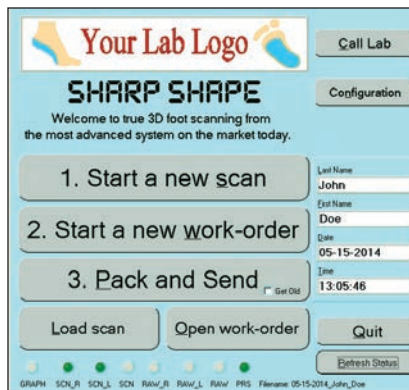 Your Lab Logo
Call Lab
SHARP SHAPE
Configuration
Welcome to true 3D foot scanning from
the most advanced system on the market today.
1. Start a new scan
Last Name
John
First Name
Doe
2. Start a new work-order
Date
05-15-2014
3. Pack and Send
Get Old
Time
13:05:46
Load scan
Open work-order
Quit
Refresh Status
GRAPH SCN_R SCN_L SCN RAW_R RAW_L RAW PRS Filename: 05-15-2014_John_Doe